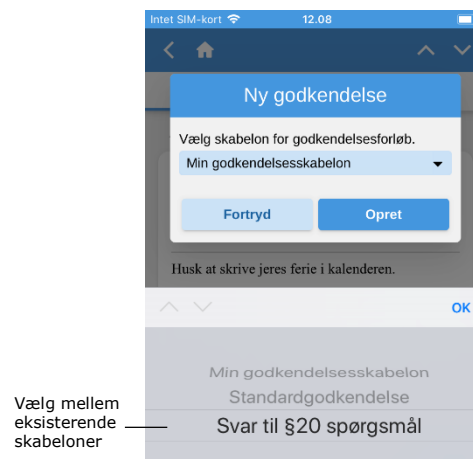 Intet SIM-kort 12.08
Ny godkendelse
Vælg skabelon for godkendelsesforløb.
Min godkendelsesskabelon
Fortryd Opret
Husk at skrive jeres ferie i kalenderen.
OK
Min godkendelsesskabelon
Standardgodkendelse
Svar til §20 spørgsmål
Vælg mellem
eksisterende
skabeloner